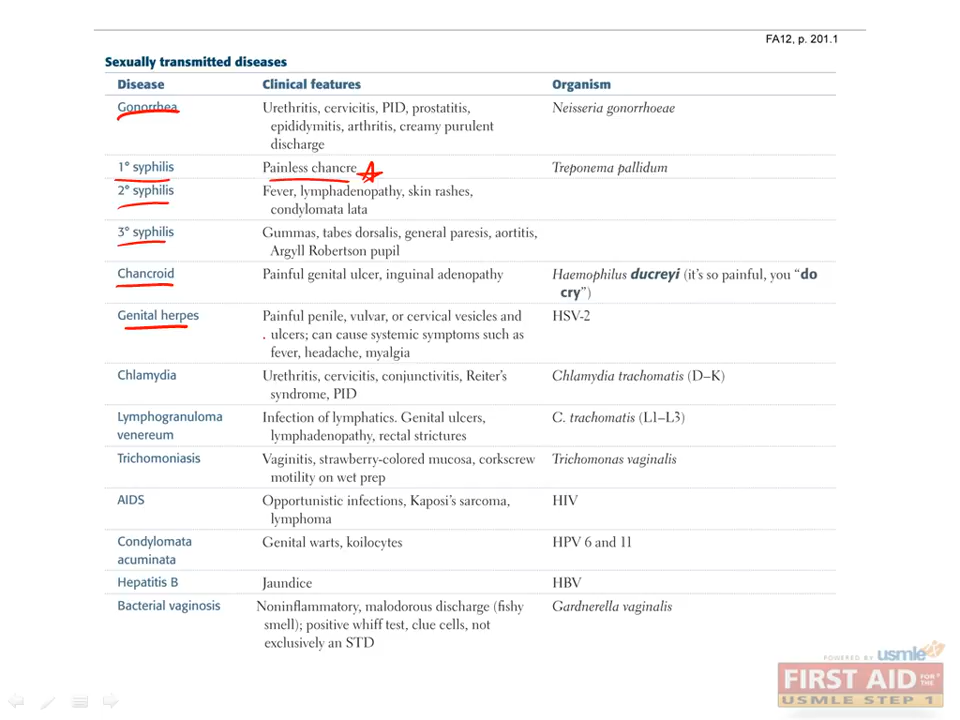 FA12, p. 201.1
Sexually transmitted diseases
Disease Clinical features Organism
Gonorrhea Urethritis, cervicitis, PID, prostatitis, Neisseria gonorrhoeae
epididymitis, arthritis, creamy purulent
discharge
1° syphilis Painless chancre Treponema pallidum
2° syphilis Fever, lymphadenopathy, skin rashes,
condylomata lata
3° syphilis Gummas, tabes dorsalis, general paresis, aortitis,
Argyll Robertson pupil
Chancroid Painful genital ulcer, inguinal adenopathy Haemophilus ducreyi (it's so painful, you "do
cry")
Genital herpes Painful penile, vulvar, or cervical vesicles and HSV-2
ulcers; can cause systemic symptoms such as
fever, headache, myalgia
Chlamydia Urethritis, cervicitis, conjunctivitis, Reiter's Chlamydia trachomatis (D–K)
syndrome, PID
Lymphogranuloma Infection of lymphatics. Genital ulcers, C. trachomatis (L1–L3)
venereum lymphadenopathy, rectal strictures
Trichomoniasis Vaginitis, strawberry-colored mucosa, corkscrew Trichomonas vaginalis
motility on wet prep
AIDS Opportunistic infections, Kaposi's sarcoma, HIV
lymphoma
Condylomata Genital warts, koilocytes HPV 6 and 11
acuminata
Hepatitis B Jaundice HBV
Bacterial vaginosis Noninflammatory, malodorous discharge (fishy Gardnerella vaginalis
smell); positive whiff test, clue cells, not
exclusively an STD
POWERED BY usmle
FIRST AID FOR THE
USMLE STEP 1